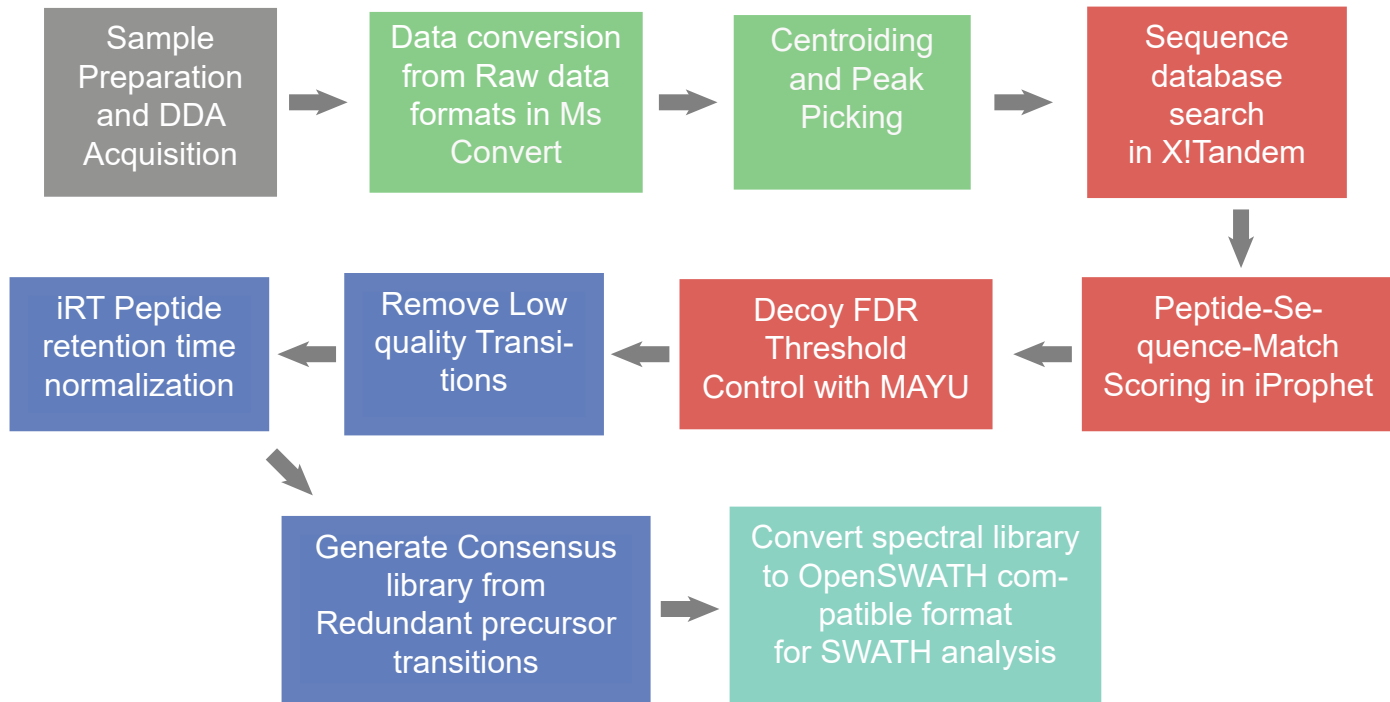 Sample
Preparation
and DDA
Acquisition
Data conversion
from Raw data
formats in Ms
Convert
Centroiding
and Peak
Picking
Sequence
database
search
in X!Tandem
Peptide-Se-
quence-Match
Scoring in iProphet
Decoy FDR
Threshold
Control with MAYU
Remove Low
quality Transi-
tions
iRT Peptide
retention time
normalization
Generate Consensus
library from
Redundant precursor
transitions
Convert spectral library
to OpenSWATH com-
patible format
for SWATH analysis